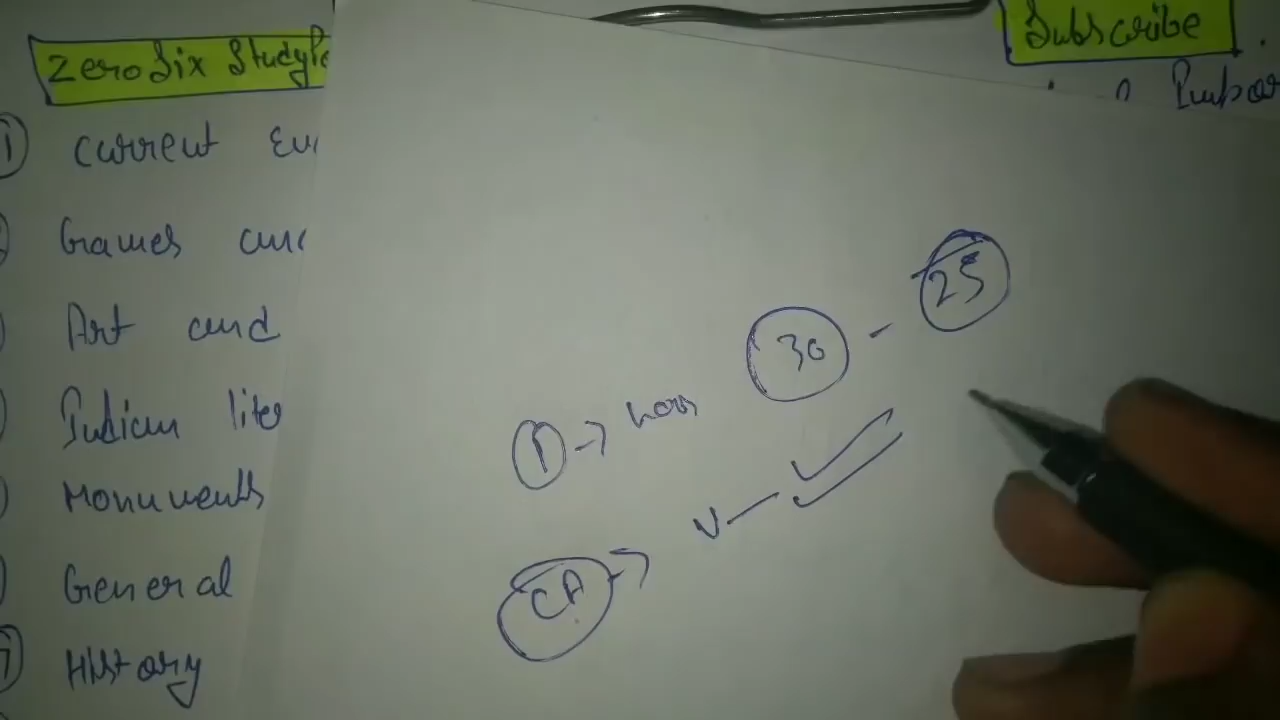 Zero Six Study P
Subscribe
① Current Eve
Games and
Art and
Indian lite
Monuments
General
⑦ History
30 - 25
① → hour
CA → N —